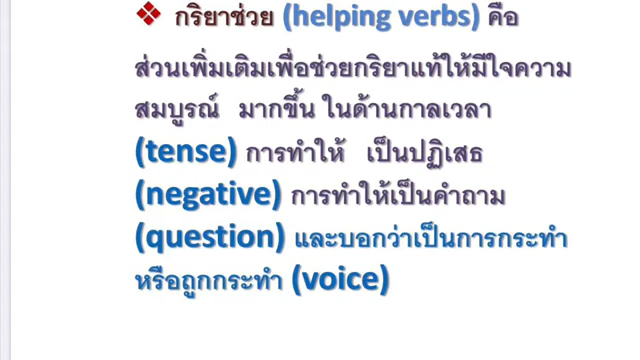 ❖ กริยาช่วย (helping verbs) คือ
ส่วนเพิ่มเติมเพื่อช่วยกริยาแท้ให้มีใจความ
สมบูรณ์ มากขึ้น ในด้านกาลเวลา
(tense) การทำให้ เป็นปฏิเสธ
(negative) การทำให้เป็นคำถาม
(question) และบอกว่าเป็นการกระทำ
หรือถูกกระทำ (voice)